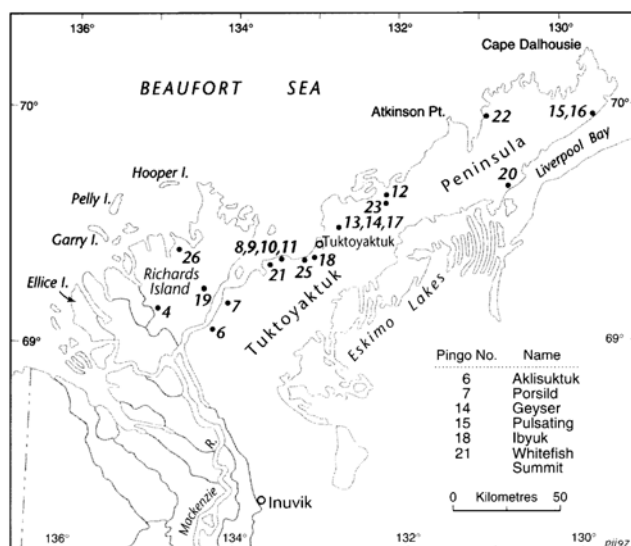 136° 134° 132° 130°
Cape Dalhousie
BEAUFORT SEA
70° 70°
Atkinson Pt.
22
15,16
Peninsula
Liverpool Bay
Hooper I.
20
Pelly I.
12
23
13,14,17
Garry I.
8,9,10,11
Tuktoyaktuk
26
21
25
18
Richards
Island
Ellice I.
19
7
4
6
Tuktoyaktuk
Eskimo Lakes
69° 69°
Pingo No. Name
6 Aklisuktuk
7 Porsild
14 Geyser
15 Pulsating
18 Ibyuk
21 Whitefish
Summit
0 Kilometres 50
Mackenzie R.
Inuvik
136° 134° 132° 130°